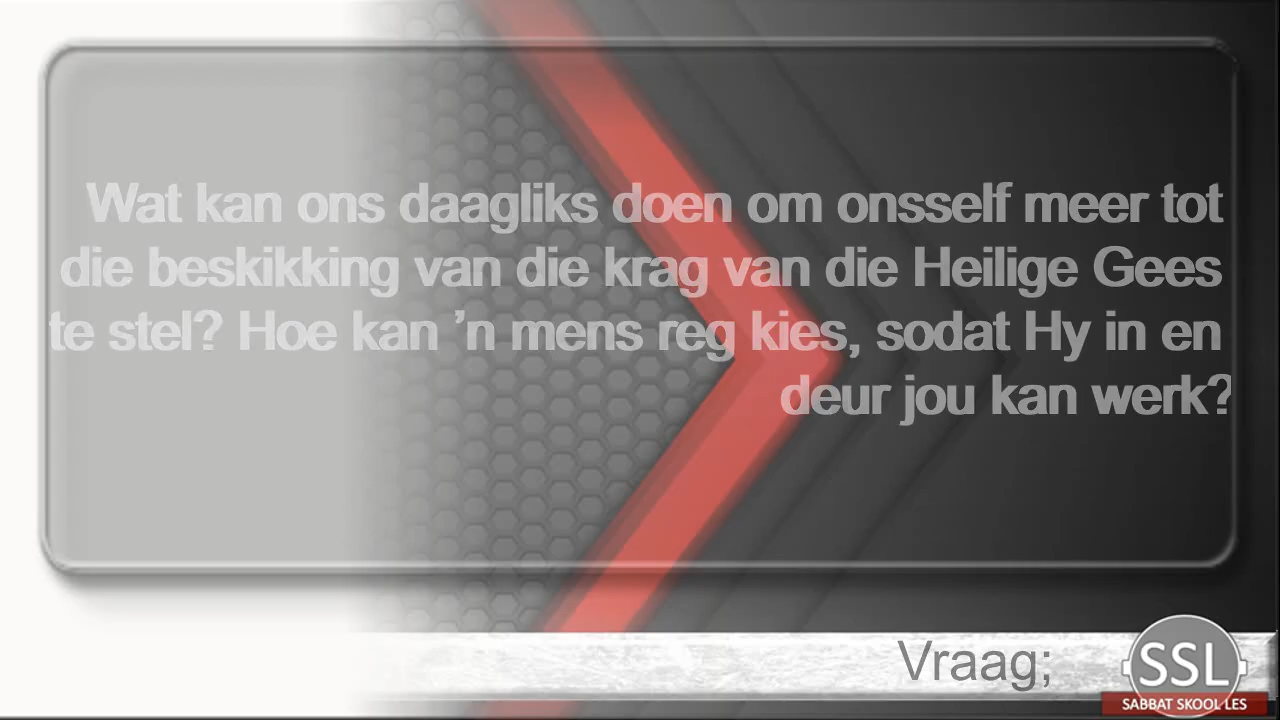 Wat kan ons daagliks doen om onsself meer tot
die beskikking van die krag van die Heilige Gees
te stel? Hoe kan ’n mens reg kies, sodat Hy in en
deur jou kan werk?
Vraag;
SSL
SABBAT SKOOL LES